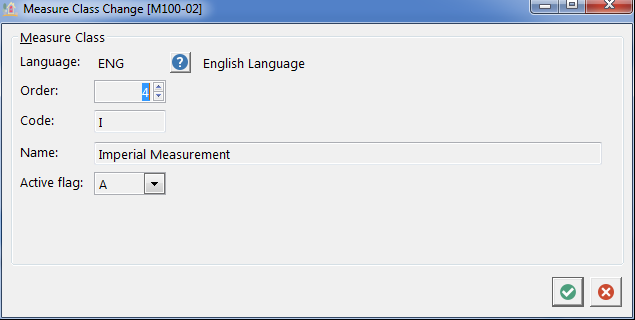 Measure Class Change [M100-02]
Measure Class
Language: ENG ? English Language
Order: 4
Code: I
Name: Imperial Measurement
Active flag: A